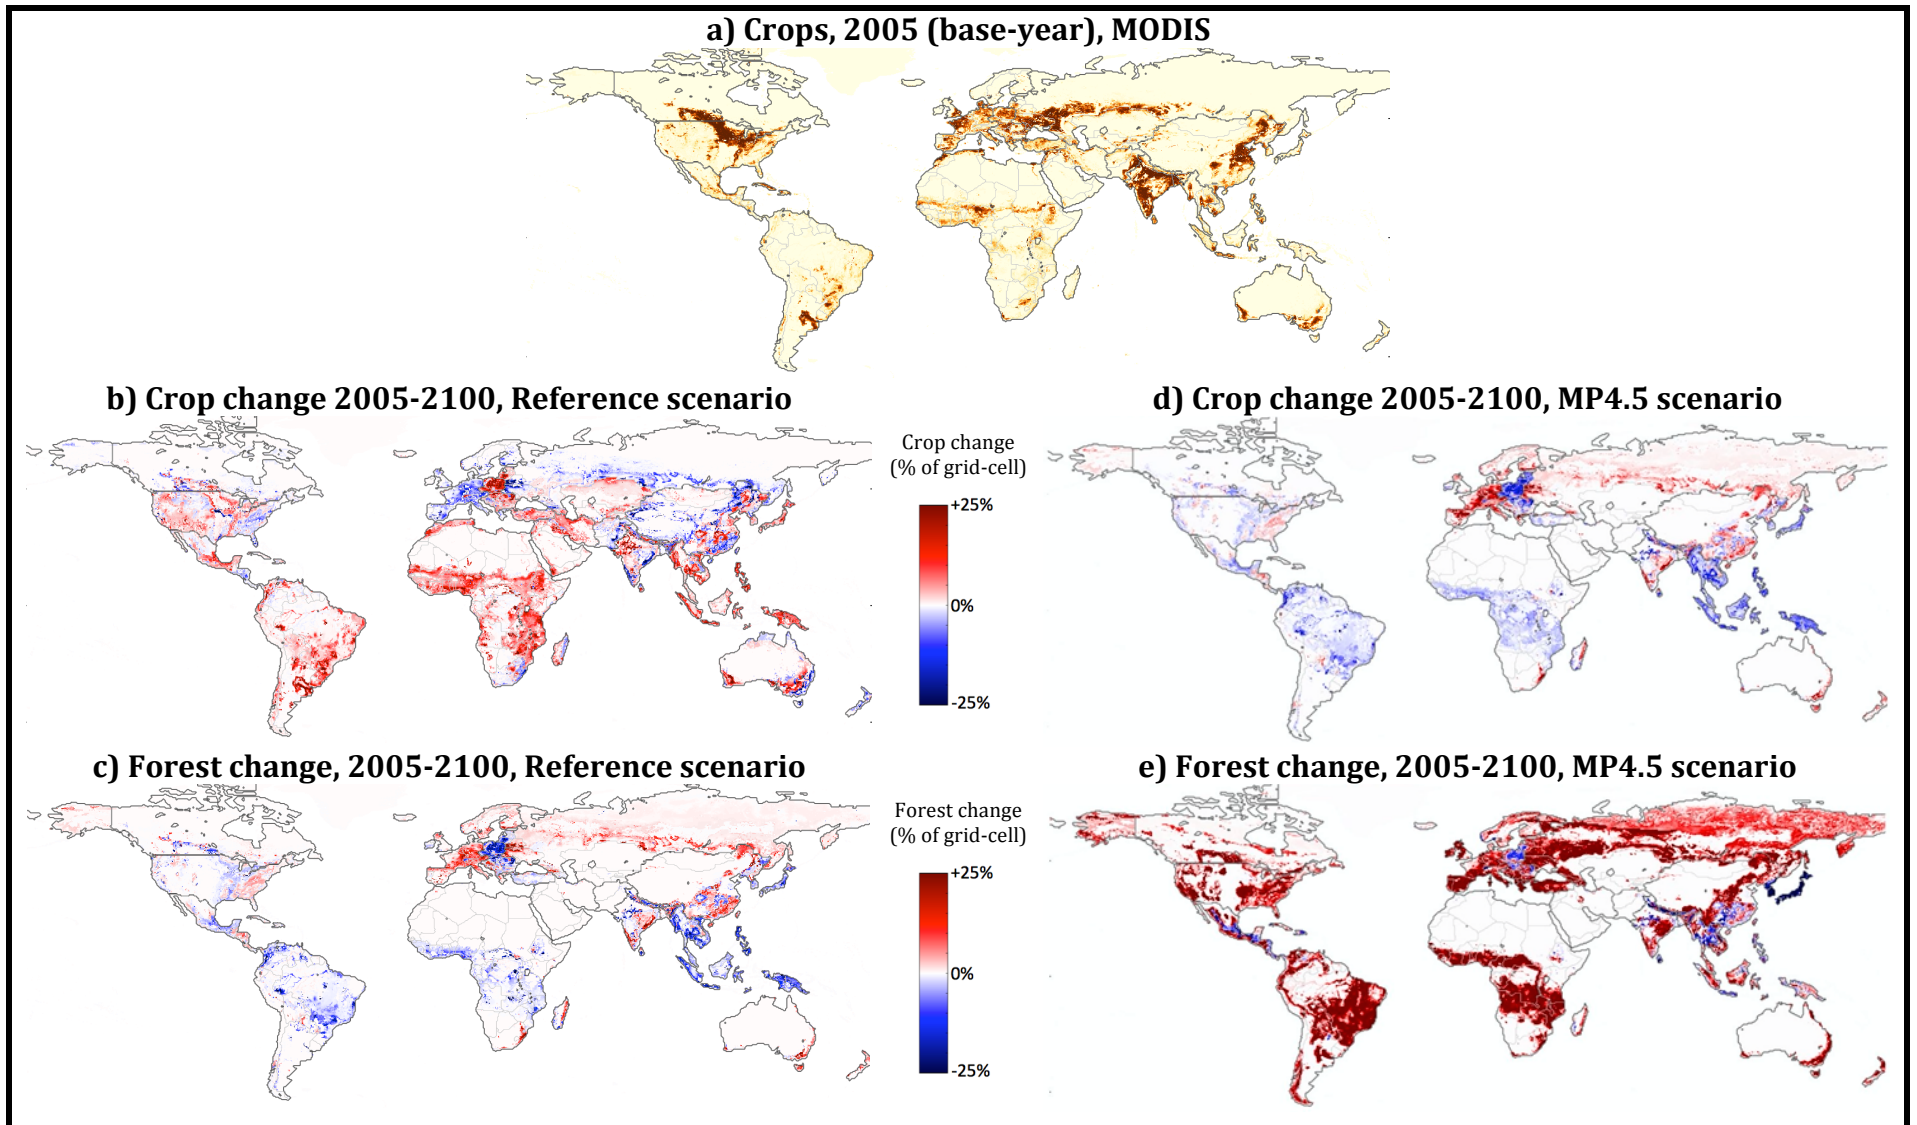 a) Crops, 2005 (base-year), MODIS
b) Crop change 2005-2100, Reference scenario
d) Crop change 2005-2100, MP4.5 scenario
Crop change
(% of grid-cell)
+25%
0%
-25%
c) Forest change, 2005-2100, Reference scenario
e) Forest change, 2005-2100, MP4.5 scenario
Forest change
(% of grid-cell)
+25%
0%
-25%